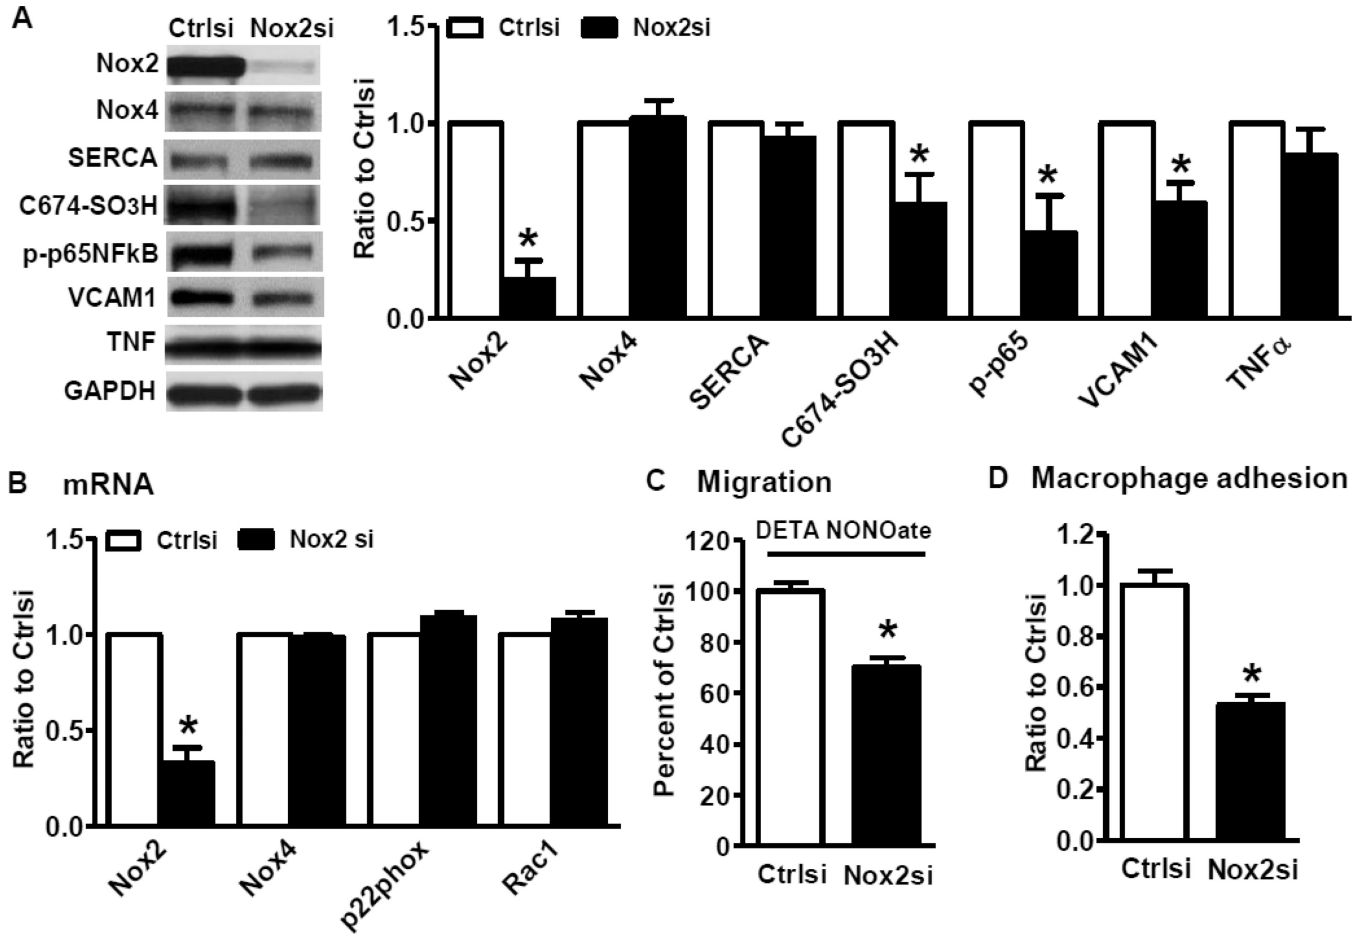 A
Ctrlsi Nox2si
Nox2
Nox4
SERCA
C674-SO3H
p-p65NFkB
VCAM1
TNF
GAPDH
Ctrlsi Nox2si
Ratio to Ctrlsi
1.5
1.0
0.5
0.0
* * * *
Nox2 Nox4 SERCA C674-SO3H p-p65 VCAM1 TNFα
B mRNA
Ctrlsi Nox2 si
Ratio to Ctrlsi
1.5
1.0
0.5
0.0
*
Nox2 Nox4 p22phox Rac1
C Migration
DETA NONOate
Percent of Ctrlsi
120
100
80
60
40
20
0
*
Ctrlsi Nox2si
D Macrophage adhesion
Ratio to Ctrlsi
1.2
1.0
0.8
0.6
0.4
0.2
0.0
*
Ctrlsi Nox2si